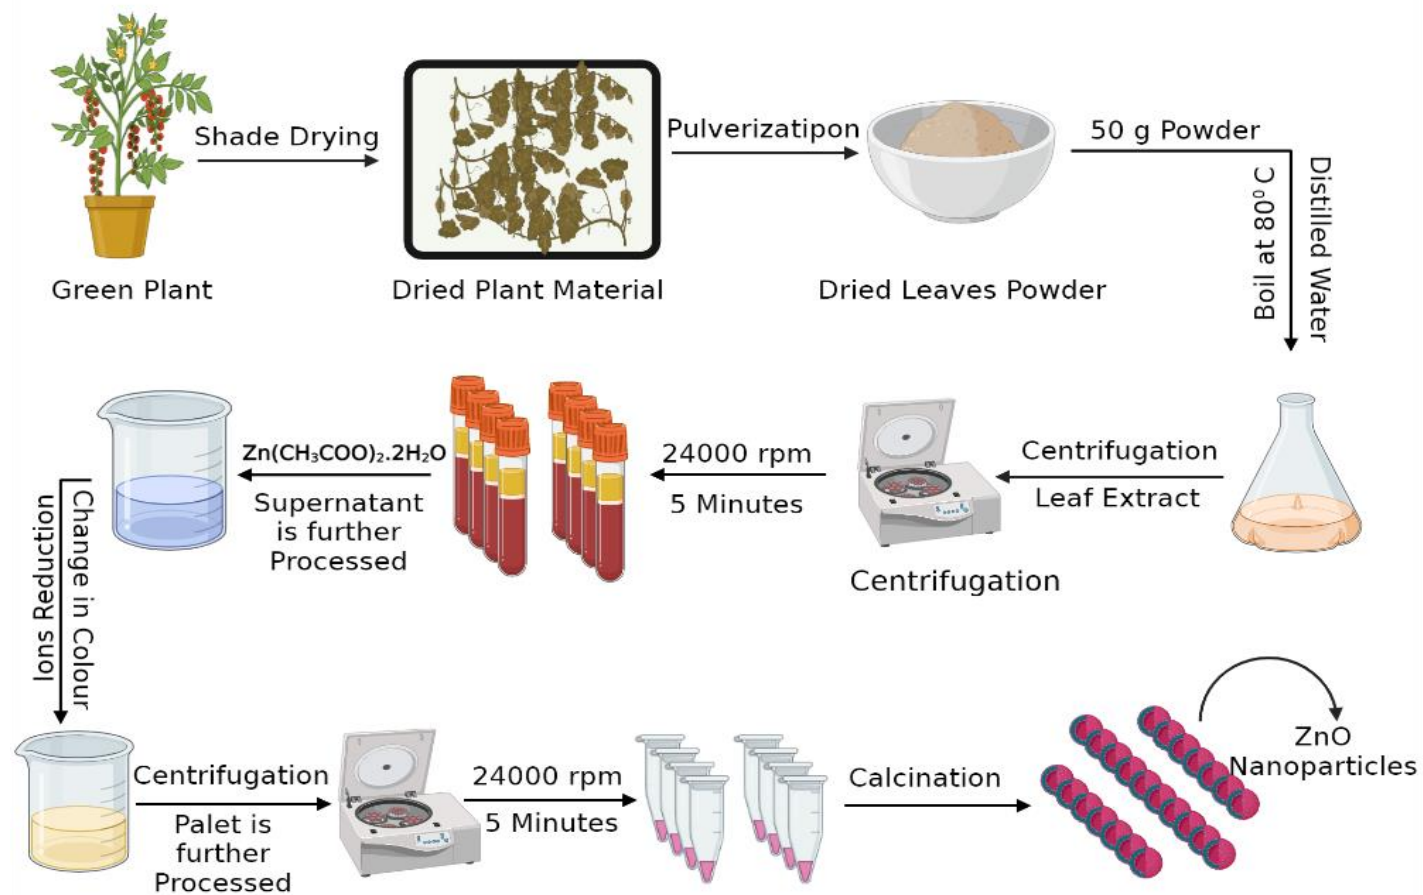 Shade Drying
Pulverizatipon
50 g Powder
Boil at 80⁰ C
Distilled Water
Green Plant
Dried Plant Material
Dried Leaves Powder
Centrifugation
Leaf Extract
Centrifugation
24000 rpm
5 Minutes
Zn(CH₃COO)₂.2H₂O
Supernatant
is further
Processed
Ions Reduction
Change in Colour
Centrifugation
Palet is
further
Processed
24000 rpm
5 Minutes
Calcination
ZnO
Nanoparticles